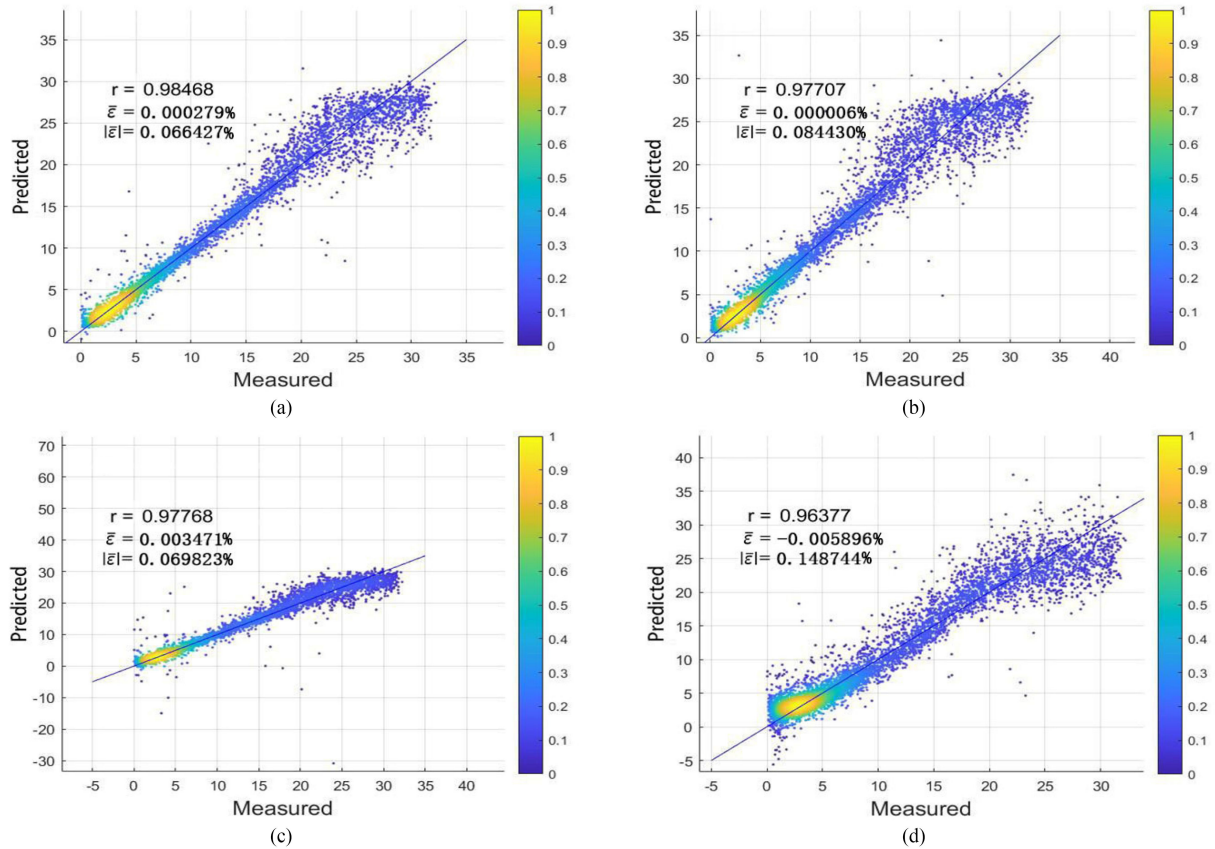 35
30
25
20
15
10
5
0
Predicted
r = 0.98468
ε̄ = 0.000279%
|ε̄|= 0.066427%
0 5 10 15 20 25 30 35
Measured
1
0.9
0.8
0.7
0.6
0.5
0.4
0.3
0.2
0.1
0
(a)
35
30
25
20
15
10
5
0
Predicted
r = 0.97707
ε̄ = 0.000006%
|ε̄|= 0.084430%
0 5 10 15 20 25 30 35 40
Measured
1
0.9
0.8
0.7
0.6
0.5
0.4
0.3
0.2
0.1
0
(b)
70
60
50
40
30
20
10
0
-10
-20
-30
Predicted
r = 0.97768
ε̄ = 0.003471%
|ε̄|= 0.069823%
-5 0 5 10 15 20 25 30 35 40
Measured
1
0.9
0.8
0.7
0.6
0.5
0.4
0.3
0.2
0.1
0
(c)
40
35
30
25
20
15
10
5
0
-5
Predicted
r = 0.96377
ε̄ = −0.005896%
|ε̄|= 0.148744%
-5 0 5 10 15 20 25 30
Measured
1
0.9
0.8
0.7
0.6
0.5
0.4
0.3
0.2
0.1
0
(d)